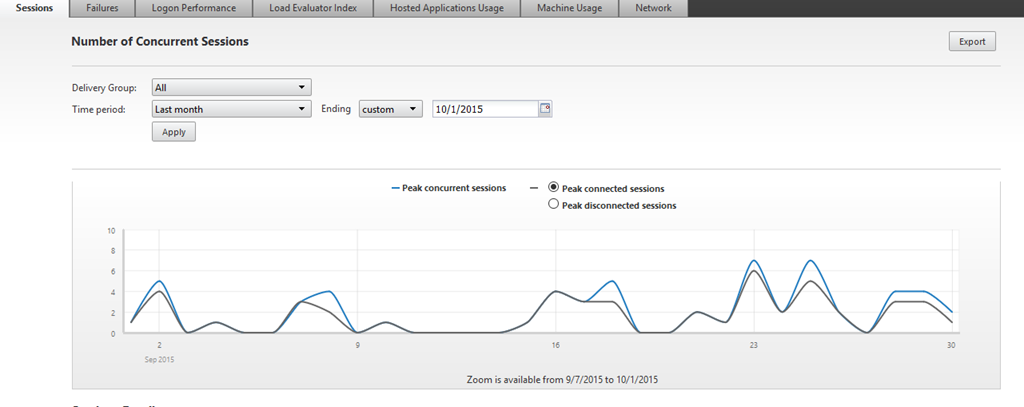 Sessions Failures Logon Performance Load Evaluator Index Hosted Applications Usage Machine Usage Network
Number of Concurrent Sessions Export
Delivery Group: All
Time period: Last month Ending custom 10/1/2015
Apply
Peak concurrent sessions Peak connected sessions
Peak disconnected sessions
10
8
6
4
2
0
2 9 16 23 30
Sep 2015
Zoom is available from 9/7/2015 to 10/1/2015